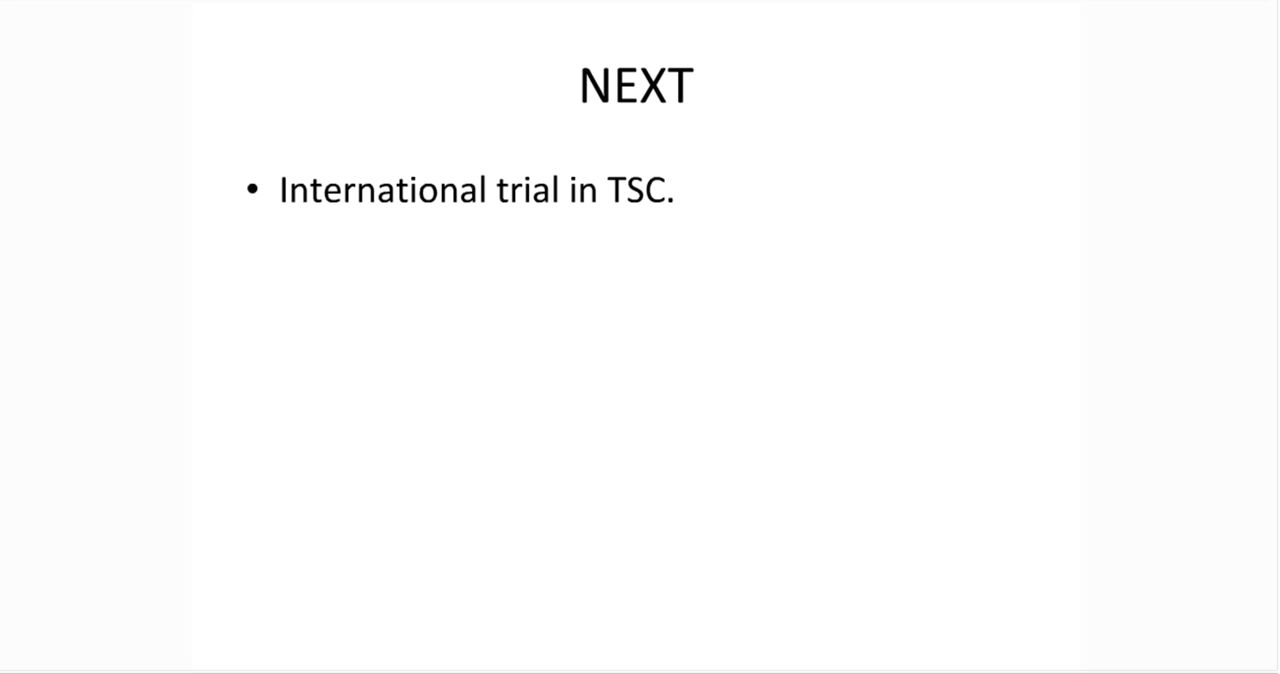 NEXT
• International trial in TSC.